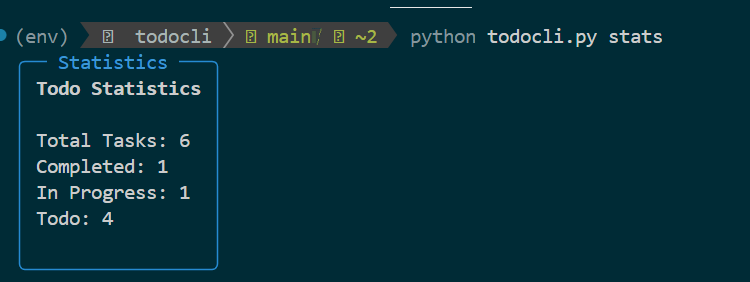 (env) todocli main ~2 python todocli.py stats
Statistics
Todo Statistics
Total Tasks: 6
Completed: 1
In Progress: 1
Todo: 4